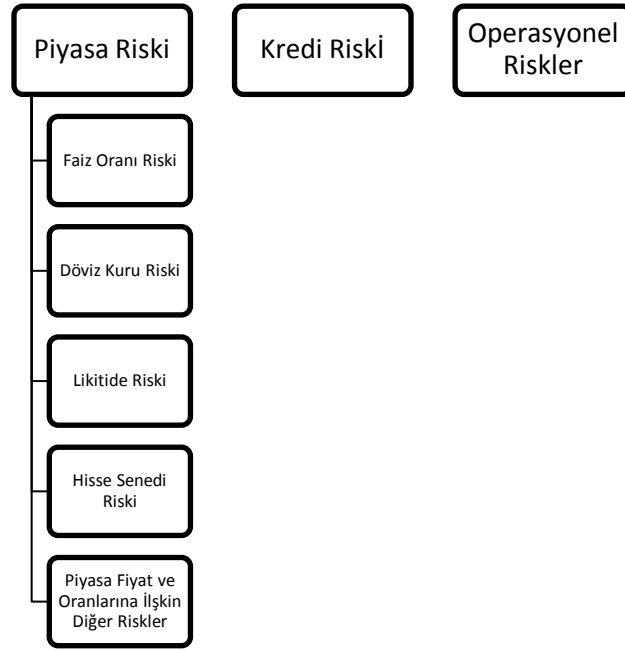 Piyasa Riski
Kredi Riskİ
Operasyonel
Riskler
Faiz Oranı Riski
Döviz Kuru Riski
Likitide Riski
Hisse Senedi
Riski
Piyasa Fiyat ve
Oranlarına İlşkin
Diğer Riskler